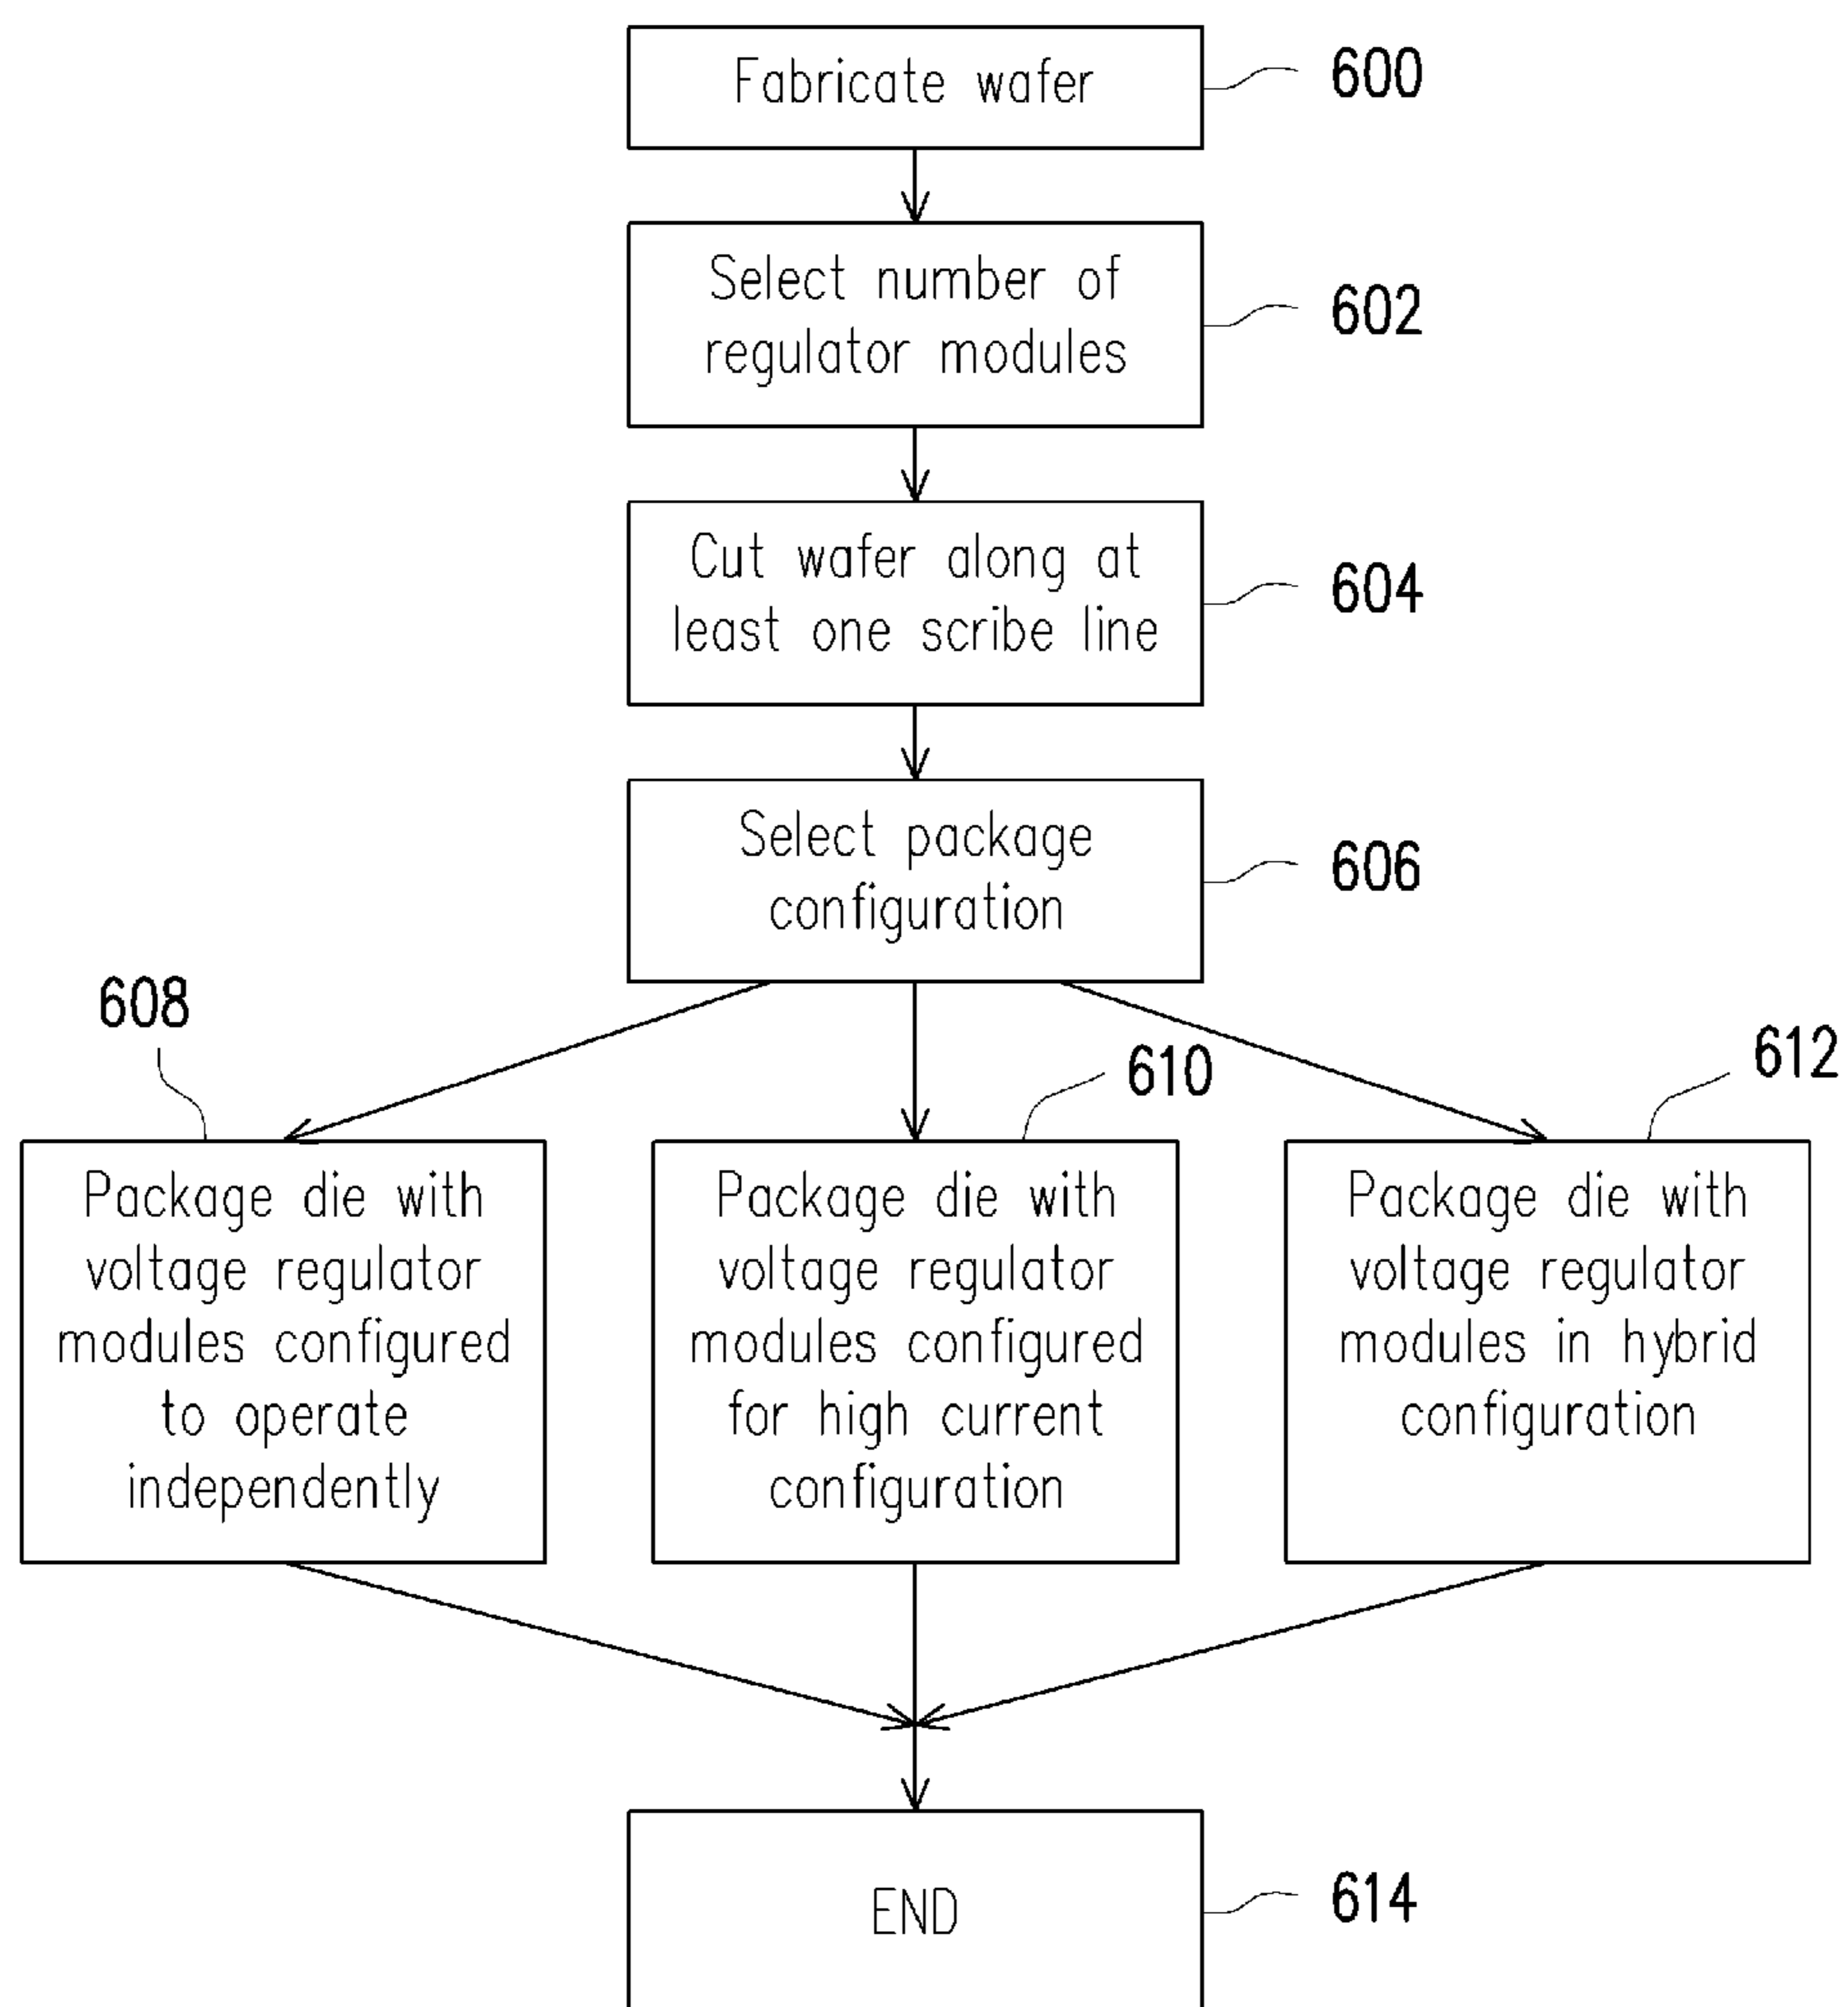 Fabricate wafer
600
Select number of
regulator modules
602
Cut wafer along at
least one scribe line
604
Select package
configuration
606
608
Package die with
voltage regulator
modules configured
to operate
independently
610
Package die with
voltage regulator
modules configured
for high current
configuration
612
Package die with
voltage regulator
modules in hybrid
configuration
END
614